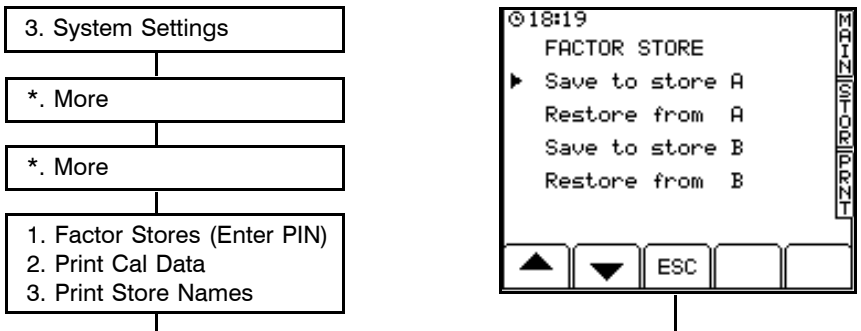 3. System Settings
*. More
*. More
1. Factor Stores (Enter PIN)
2. Print Cal Data
3. Print Store Names
18:19
FACTOR STORE
Save to store A
Restore from A
Save to store B
Restore from B
ESC
MAIN
STOR
PRNT